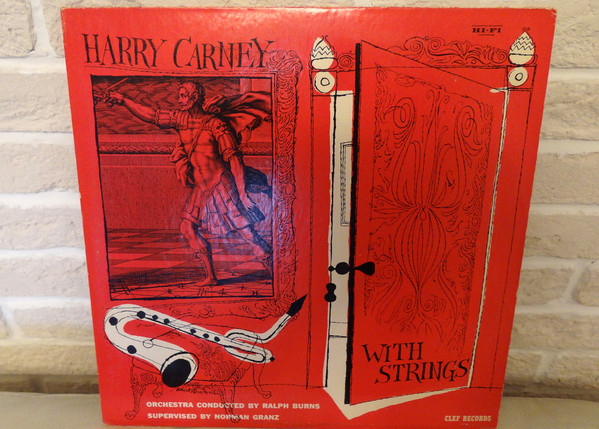 HARRY CARNEY
HI-FI
WITH
STRINGS
ORCHESTRA CONDUCTED BY RALPH BURNS
SUPERVISED BY NORMAN GRANZ
CLEF RECORDS